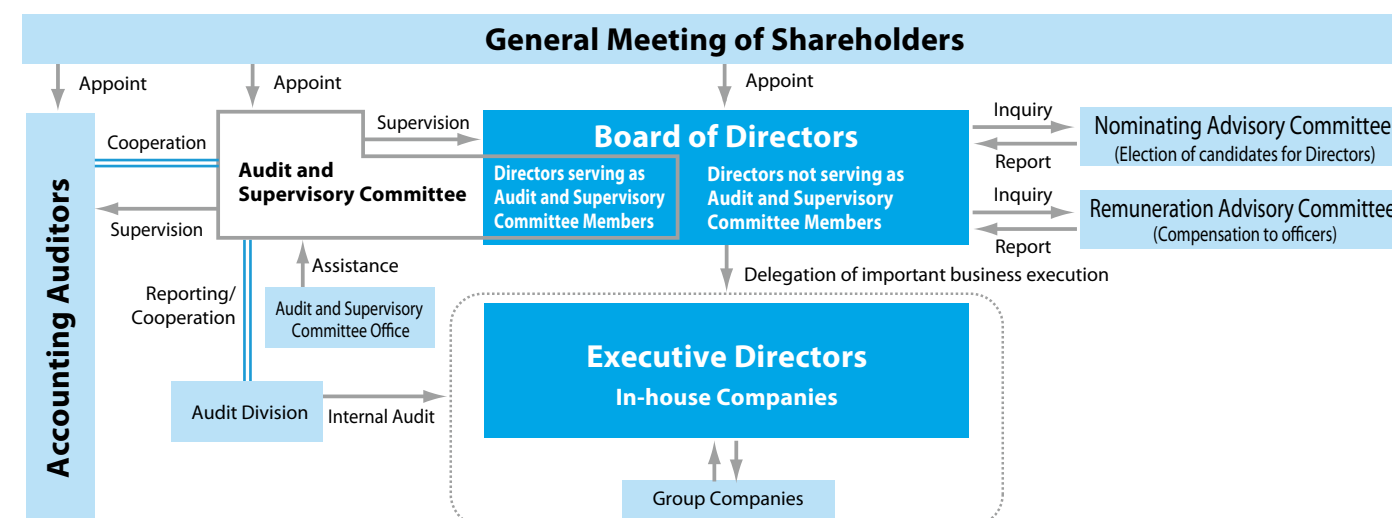 General Meeting of Shareholders
Appoint
Appoint
Appoint
Accounting Auditors
Cooperation
Supervision
Audit and
Supervisory Committee
Supervision
Board of Directors
Directors serving as
Audit and Supervisory
Committee Members
Directors not serving as
Audit and Supervisory
Committee Members
Inquiry
Report
Nominating Advisory Committee
(Election of candidates for Directors)
Inquiry
Report
Remuneration Advisory Committee
(Compensation to officers)
Assistance
Audit and Supervisory
Committee Office
Reporting/
Cooperation
Delegation of important business execution
Audit Division
Internal Audit
Executive Directors
In-house Companies
Group Companies